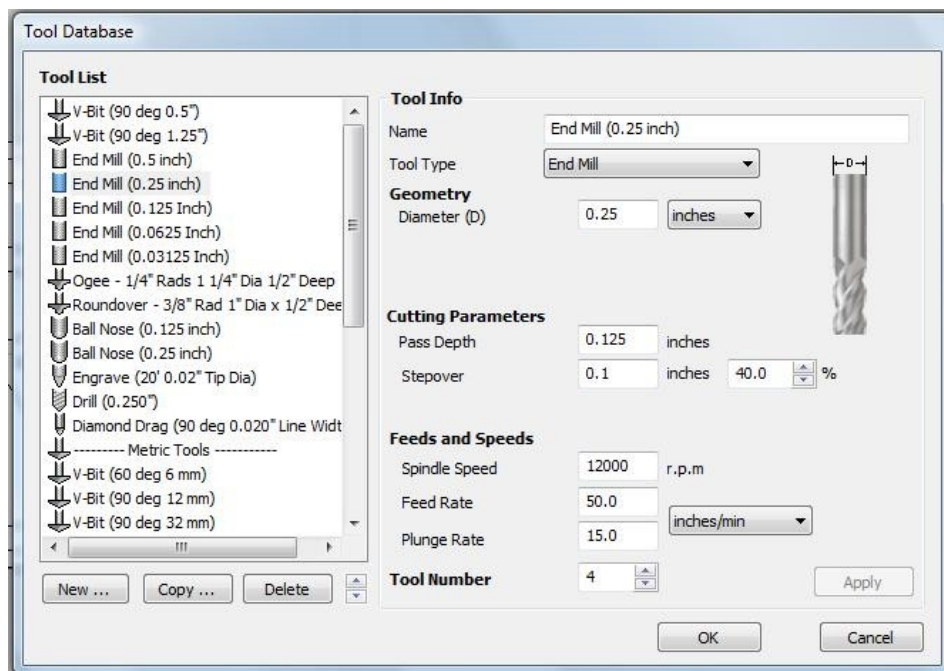 Tool Database
Tool List
V-Bit (90 deg 0.5")
V-Bit (90 deg 1.25")
End Mill (0.5 inch)
End Mill (0.25 inch)
End Mill (0.125 Inch)
End Mill (0.0625 Inch)
End Mill (0.03125 Inch)
Ogee - 1/4" Rads 1 1/4" Dia 1/2" Deep
Roundover - 3/8" Rad 1" Dia x 1/2" Dee
Ball Nose (0.125 inch)
Ball Nose (0.25 inch)
Engrave (20' 0.02" Tip Dia)
Drill (0.250")
Diamond Drag (90 deg 0.020" Line Widt
--------- Metric Tools -----------
V-Bit (60 deg 6 mm)
V-Bit (90 deg 12 mm)
V-Bit (90 deg 32 mm)
New ... Copy ... Delete
Tool Info
Name End Mill (0.25 inch)
Tool Type End Mill
D
Geometry
Diameter (D) 0.25 inches
Cutting Parameters
Pass Depth 0.125 inches
Stepover 0.1 inches 40.0 %
Feeds and Speeds
Spindle Speed 12000 r.p.m
Feed Rate 50.0
inches/min
Plunge Rate 15.0
Tool Number 4
Apply
OK Cancel